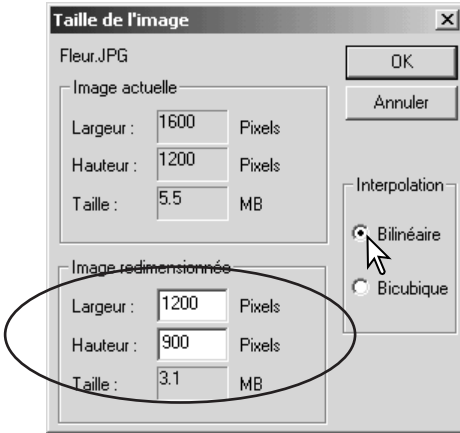 Taille de l'image
Fleur.JPG
OK
Annuler
Image actuelle
Largeur : 1600 Pixels
Hauteur : 1200 Pixels
Taille : 5.5 MB
Interpolation
Bilinéaire
Bicubique
Image redimensionnée
Largeur : 1200 Pixels
Hauteur : 900 Pixels
Taille : 3.1 MB